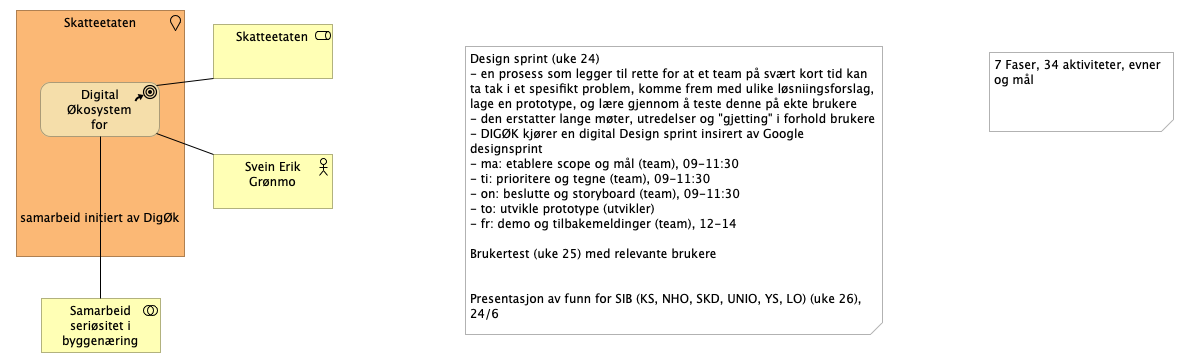 Skatteetaten
Skatteetaten
Digital
Økosystem
for
Svein Erik
Grønmo
samarbeid initiert av DigØk
Samarbeid
seriøsitet i
byggenæring
Design sprint (uke 24)
- en prosess som legger til rette for at et team på svært kort tid kan
ta tak i et spesifikt problem, komme frem med ulike løsniingsforslag,
lage en prototype, og lære gjennom å teste denne på ekte brukere
- den erstatter lange møter, utredelser og "gjetting" i forhold brukere
- DIGØK kjører en digital Design sprint insirert av Google
designsprint
- ma: etablere scope og mål (team), 09-11:30
- ti: prioritere og tegne (team), 09-11:30
- on: beslutte og storyboard (team), 09-11:30
- to: utvikle prototype (utvikler)
- fr: demo og tilbakemeldinger (team), 12-14
Brukertest (uke 25) med relevante brukere
Presentasjon av funn for SIB (KS, NHO, SKD, UNIO, YS, LO) (uke 26),
24/6
7 Faser, 34 aktiviteter, evner
og mål